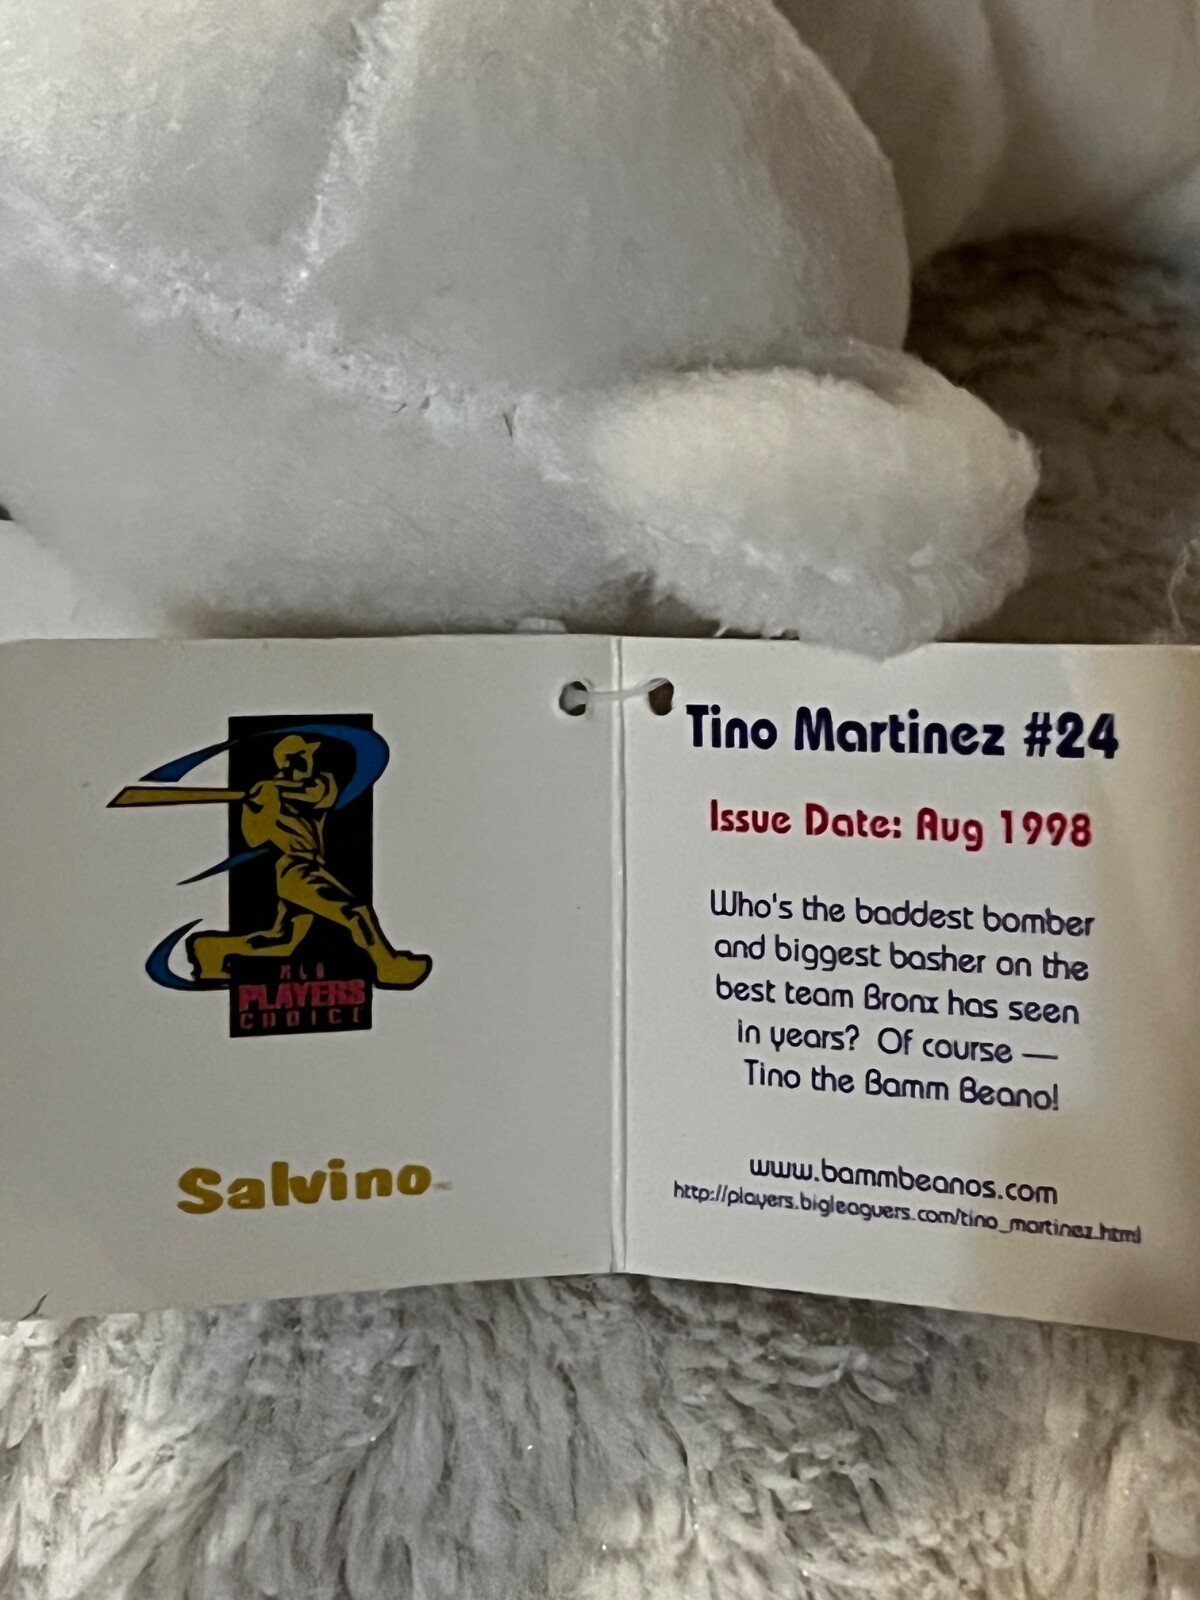 MLB
PLAYERS
CHOICE
Salvino™
Tino Martinez #24
Issue Date: Aug 1998
Who's the baddest bomber
and biggest basher on the
best team Bronx has seen
in years? Of course —
Tino the Bamm Beano!
www.bammbeanos.com
http://players.bigleaguers.com/tino_martinez.html